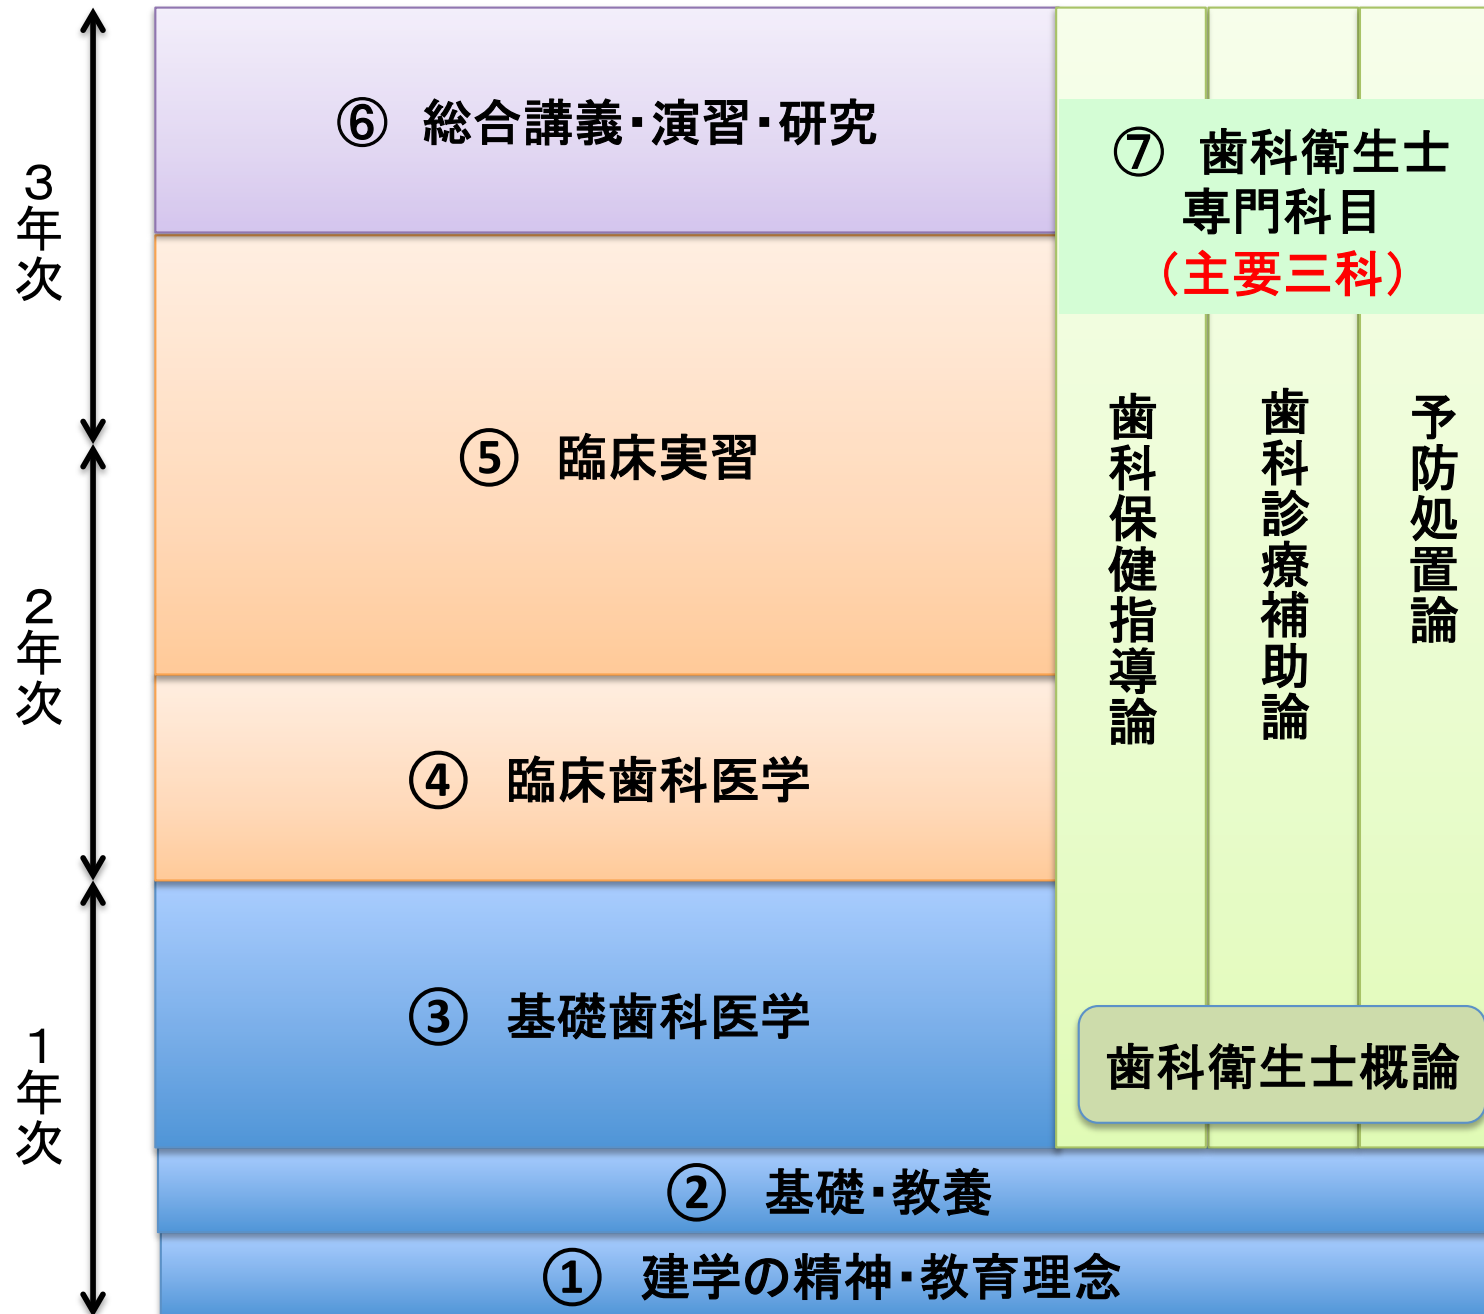 3年次
2年次
1年次
⑥ 総合講義・演習・研究
⑤ 臨床実習
④ 臨床歯科医学
③ 基礎歯科医学
② 基礎・教養
① 建学の精神・教育理念
⑦ 歯科衛生士
専門科目
（主要三科）
歯科保健指導論
歯科診療補助論
予防処置論
歯科衛生士概論